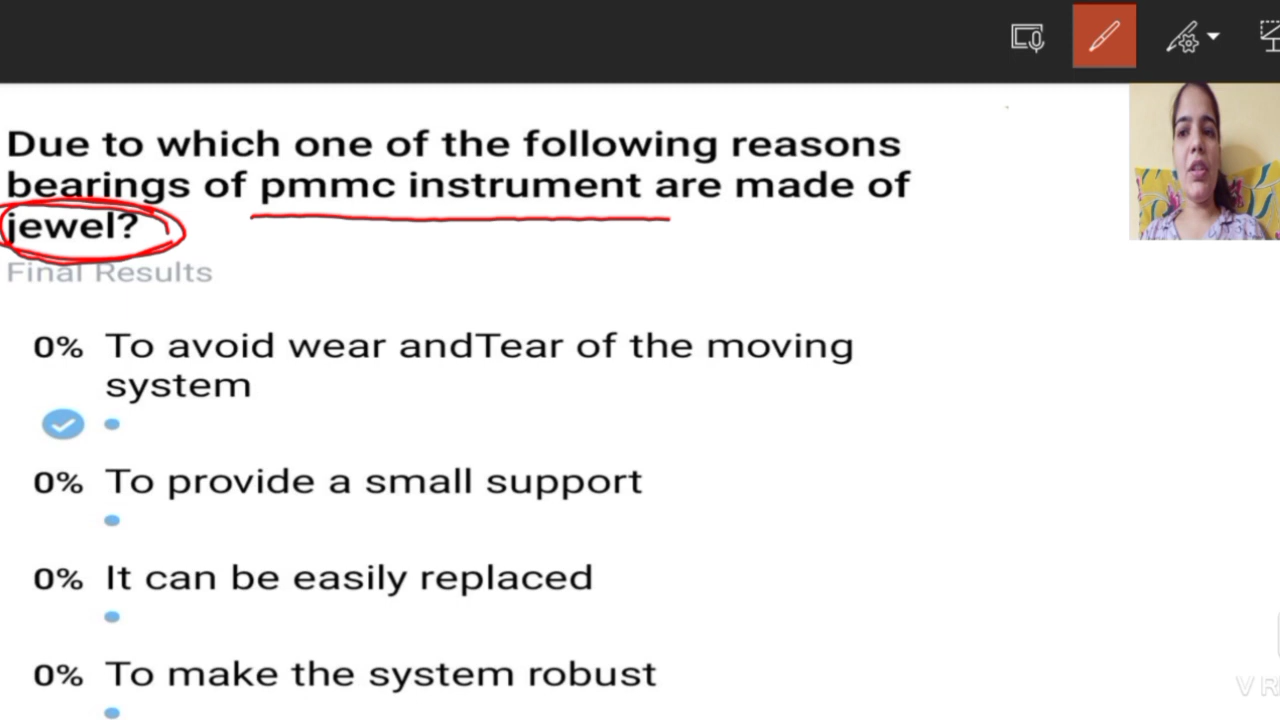 Due to which one of the following reasons
bearings of pmmc instrument are made of
jewel?
Final Results
0% To avoid wear andTear of the moving
system
0% To provide a small support
0% It can be easily replaced
0% To make the system robust